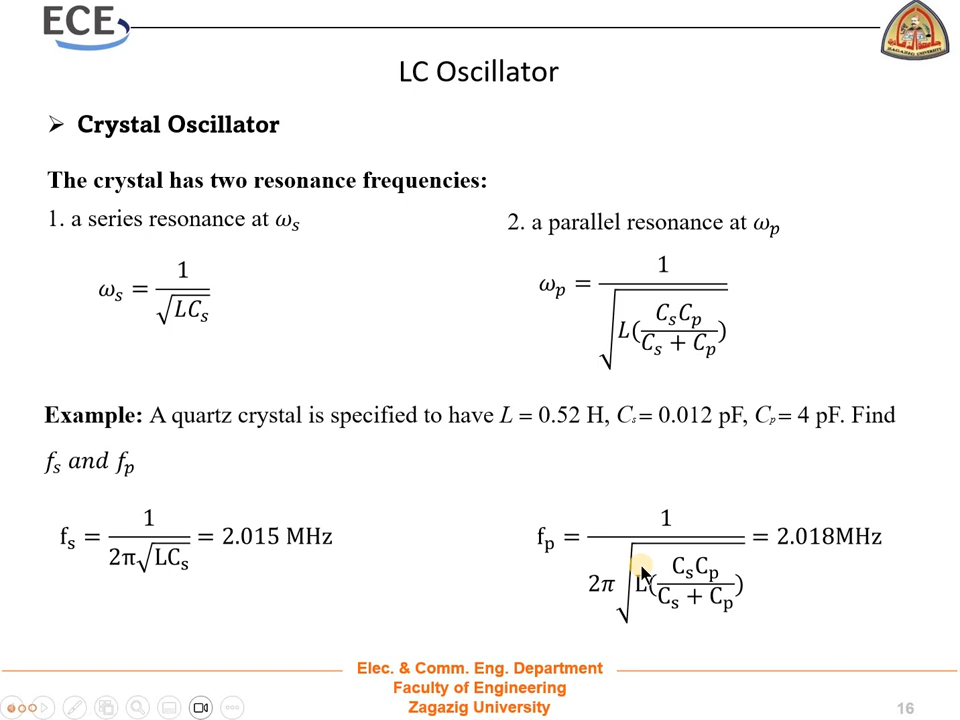 ECE
LC Oscillator
➢ Crystal Oscillator
The crystal has two resonance frequencies:
1. a series resonance at ωₛ
2. a parallel resonance at ωₚ
ωₛ = 1 / √(LCₛ)
ωₚ = 1 / √(L(CₛCₚ / (Cₛ + Cₚ)))
Example: A quartz crystal is specified to have L = 0.52 H, Cₛ = 0.012 pF, Cₚ = 4 pF. Find
fₛ and fₚ
fₛ = 1 / (2π√(LCₛ)) = 2.015 MHz
fₚ = 1 / (2π√(L(CₛCₚ / (Cₛ + Cₚ)))) = 2.018MHz
Elec. & Comm. Eng. Department
Faculty of Engineering
Zagazig University
16